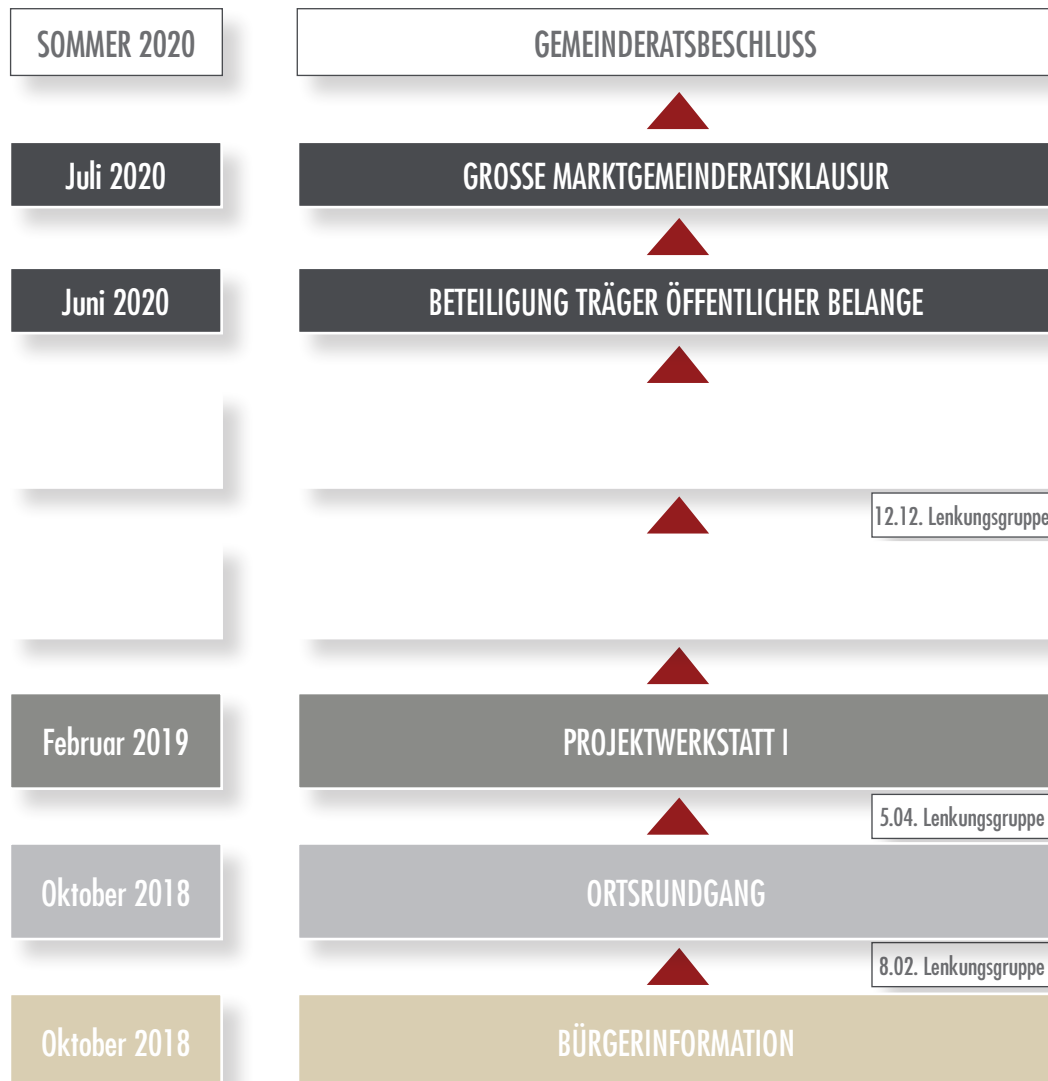 SOMMER 2020
GEMEINDERATSBESCHLUSS
Juli 2020
GROSSE MARKTGEMEINDERATSKLAUSUR
Juni 2020
BETEILIGUNG TRÄGER ÖFFENTLICHER BELANGE
12.12. Lenkungsgruppe
Februar 2019
PROJEKTWERKSTATT I
5.04. Lenkungsgruppe
Oktober 2018
ORTSRUNDGANG
8.02. Lenkungsgruppe
Oktober 2018
BÜRGERINFORMATION